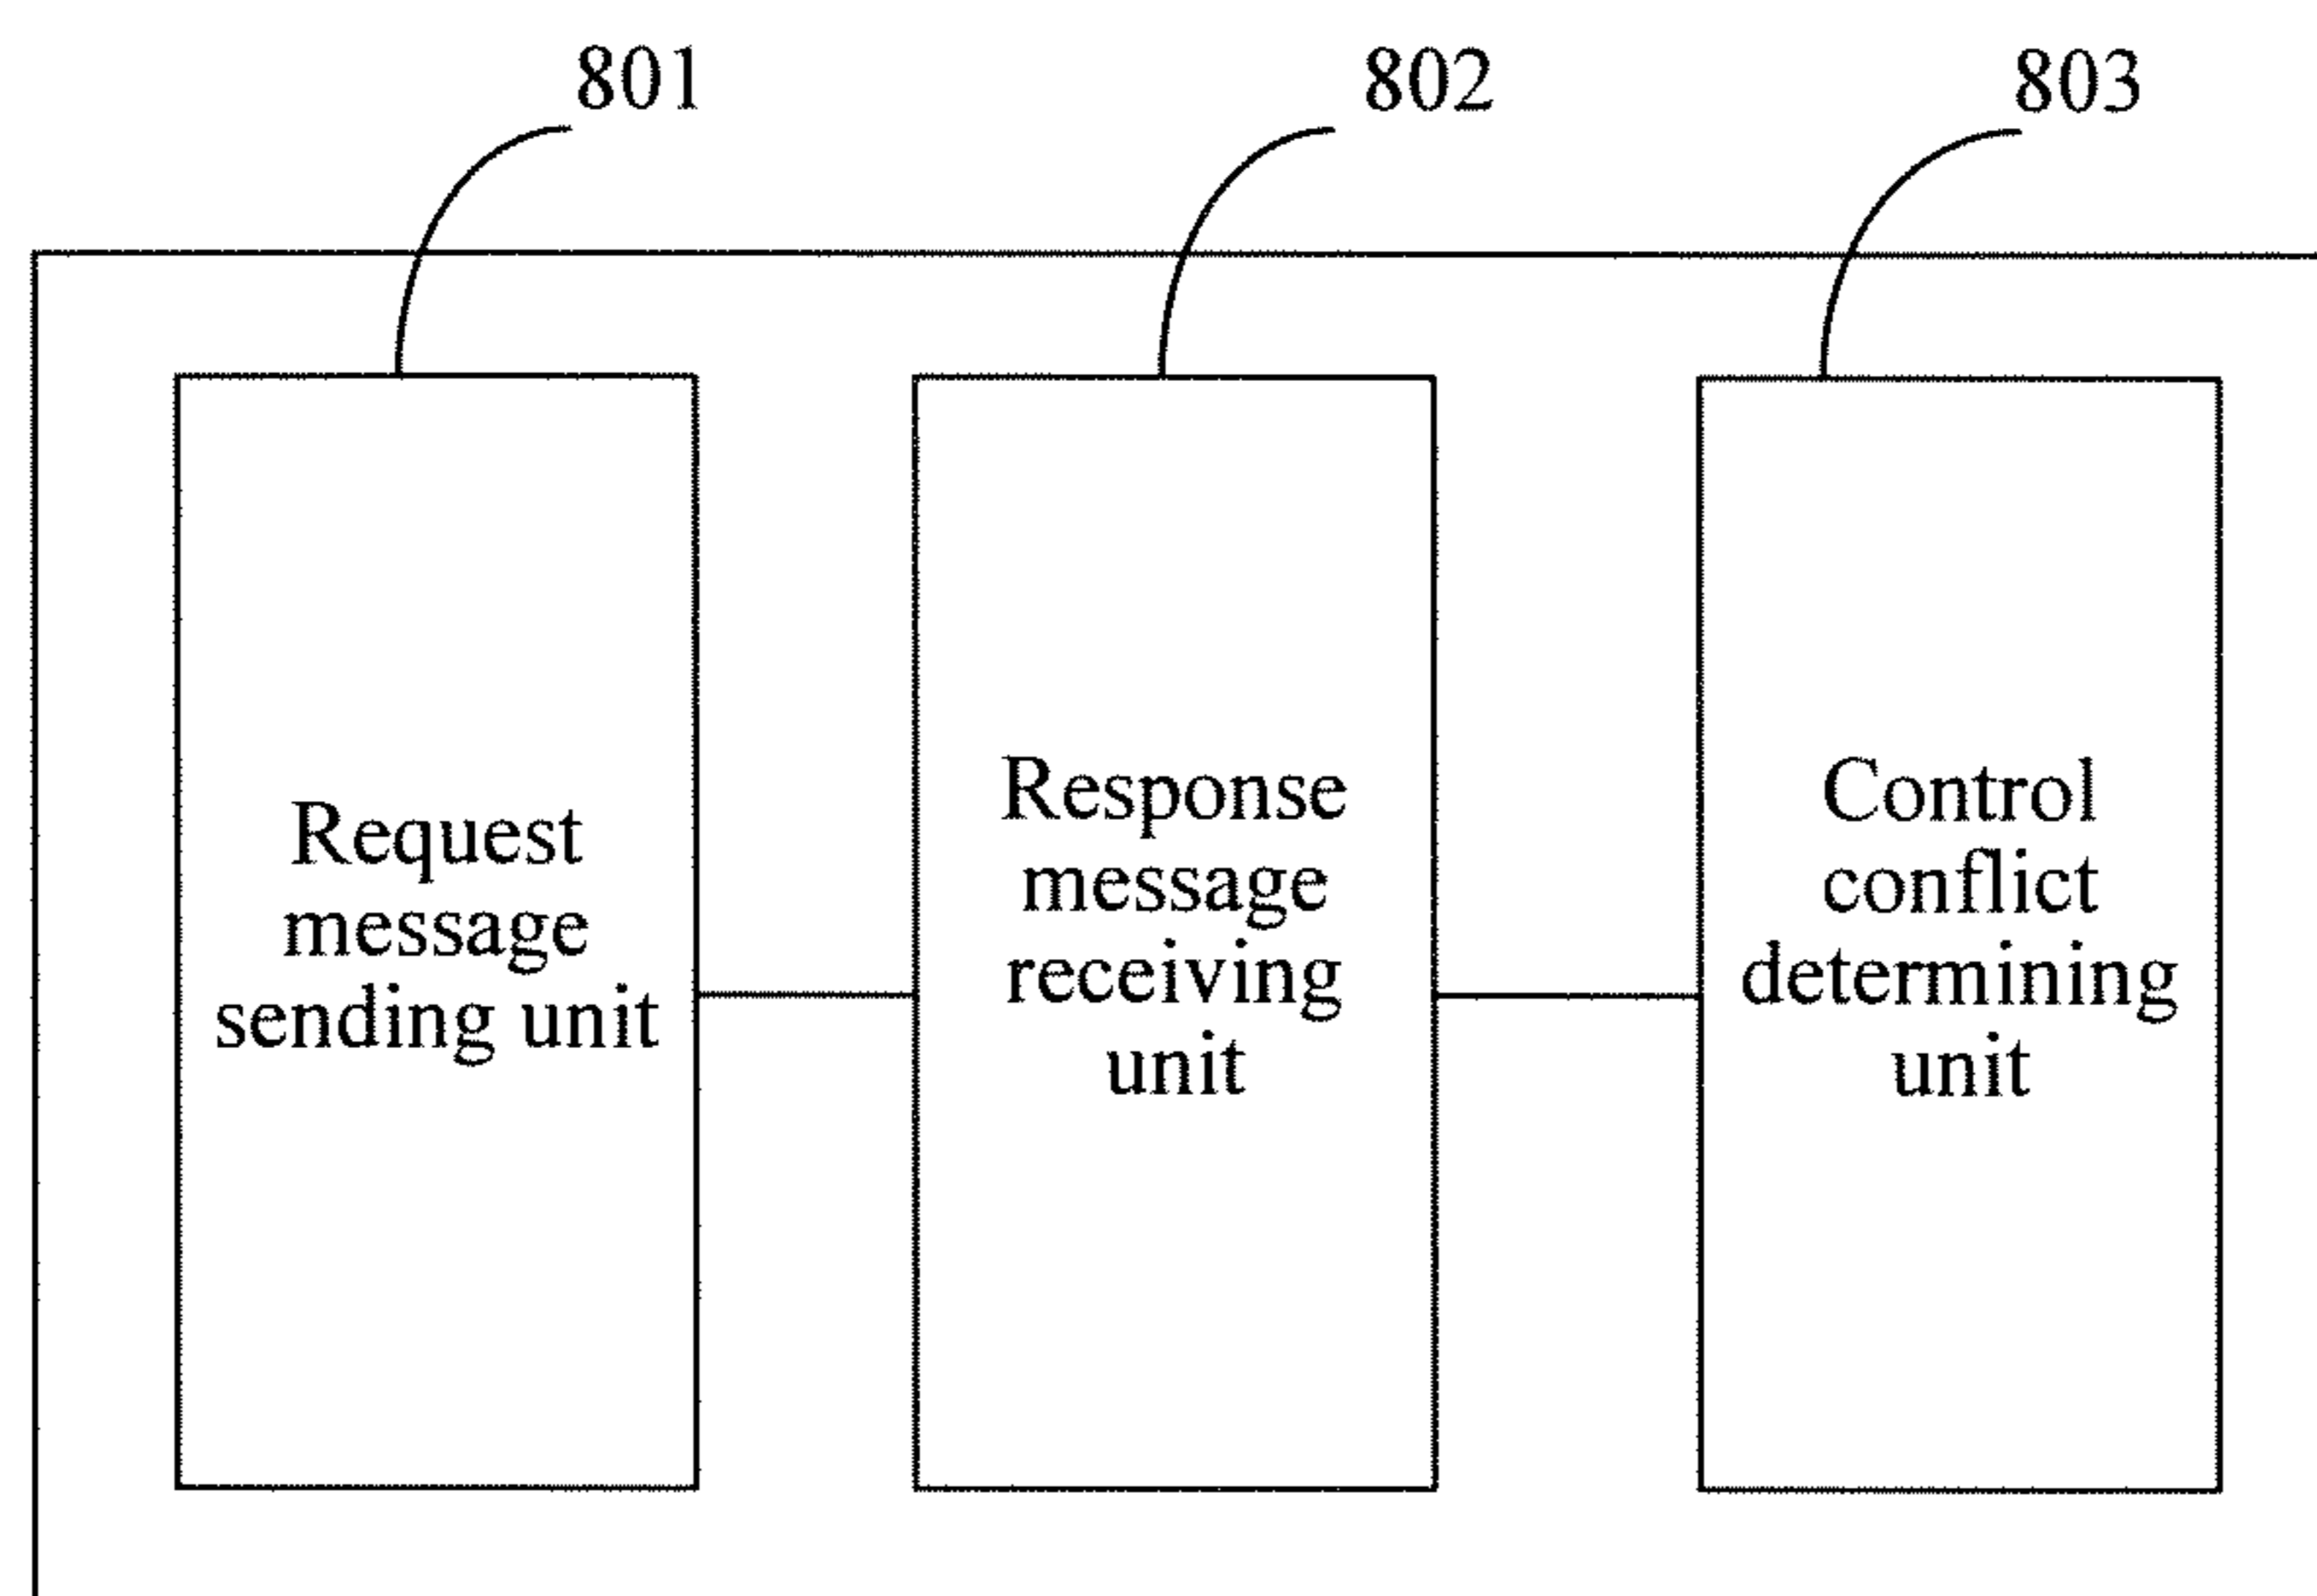 801
802
803
Request
message
sending unit
Response
message
receiving
unit
Control
conflict
determining
unit